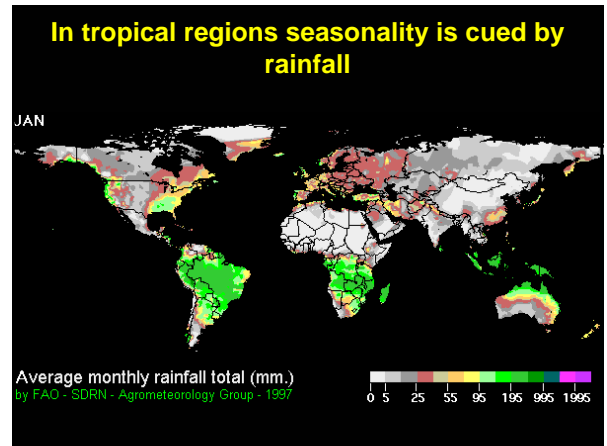 In tropical regions seasonality is cued by
rainfall
JAN
Average monthly rainfall total (mm.)
by FAO - SDRN - Agrometeorology Group - 1997
0 5 25 55 95 195 995 1995